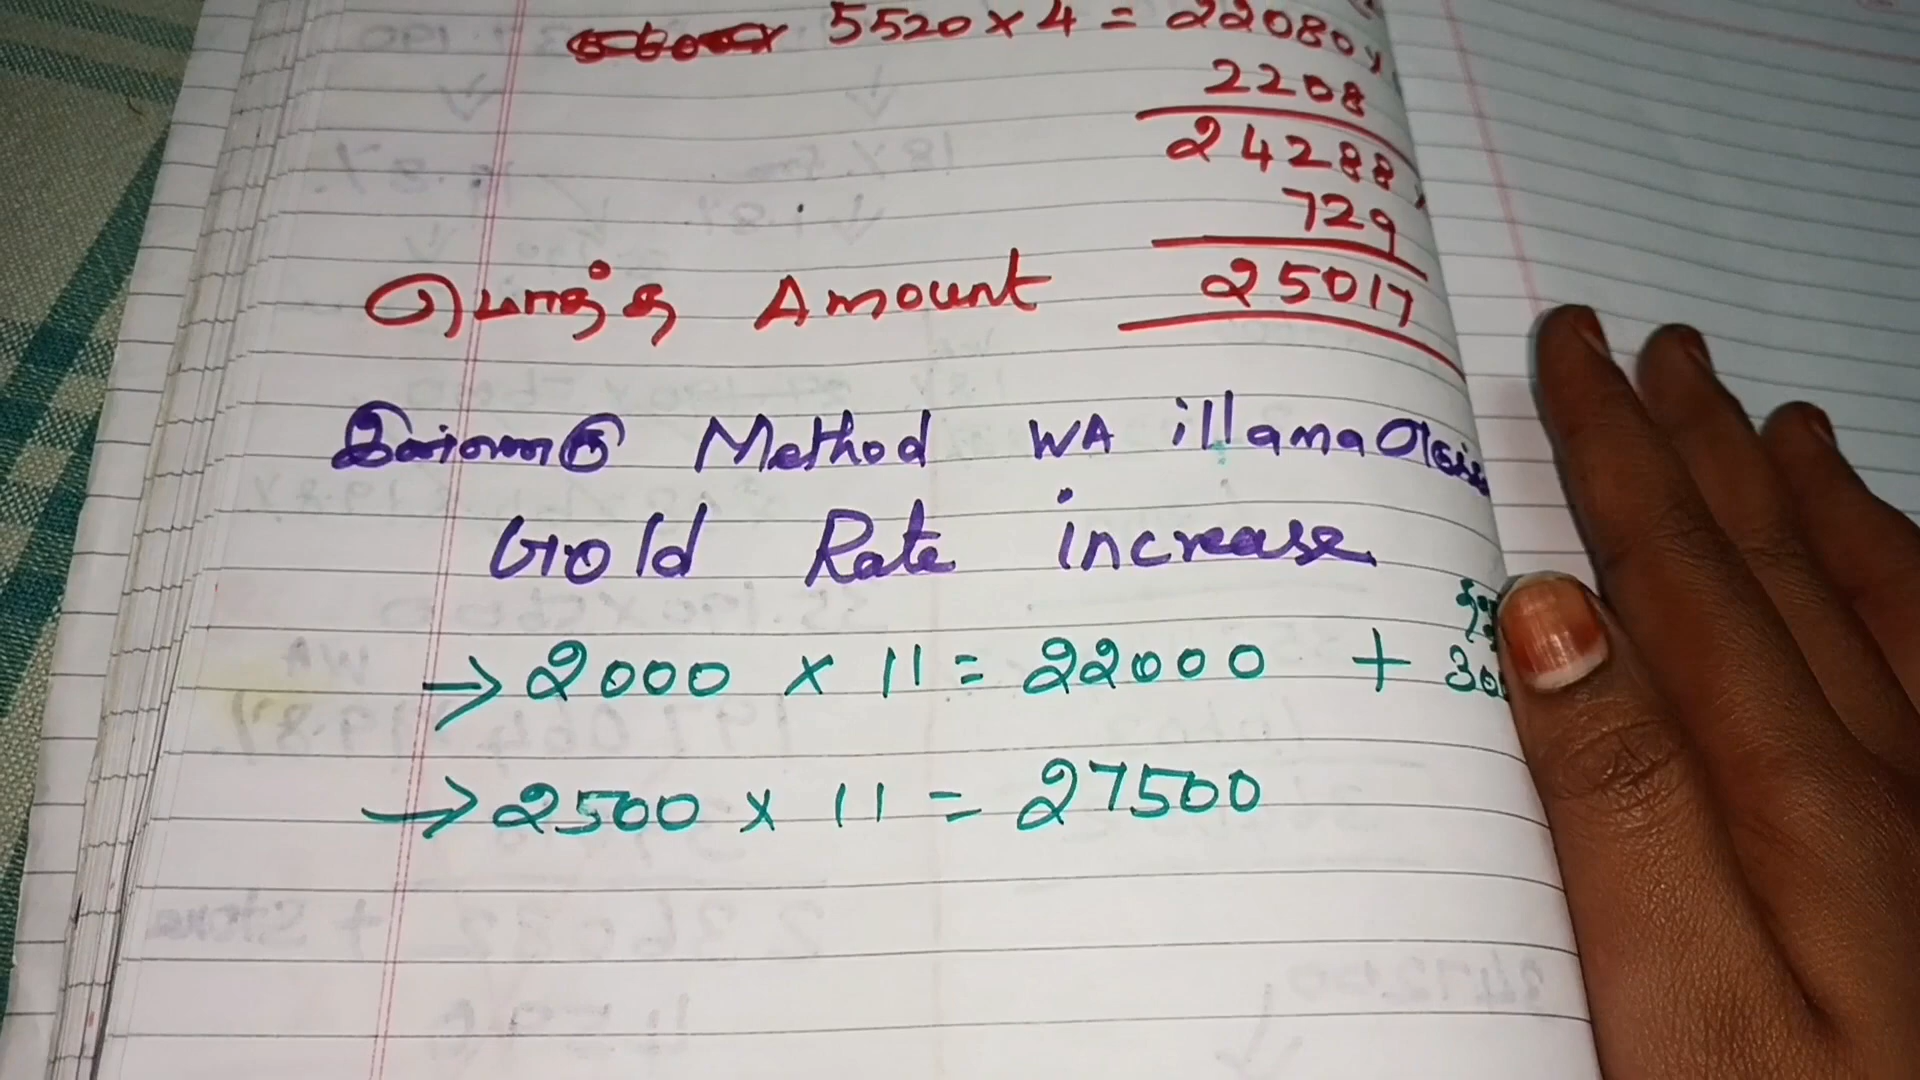 5520 x 4 = 22080
2208
24288
729
மொத்த Amount 25017
இன்னொரு Method WA illama
Gold Rate increase
→ 2000 x 11 = 22000 +
→ 2500 x 11 = 27500